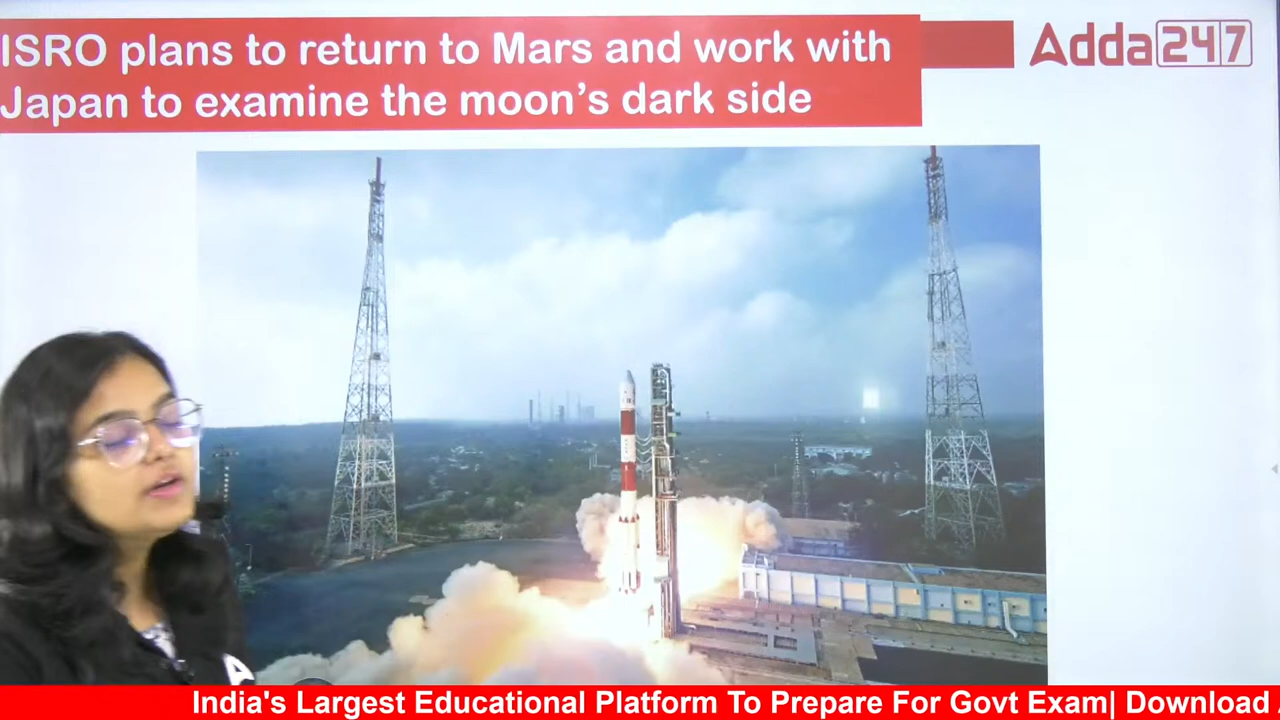 ISRO plans to return to Mars and work with
Japan to examine the moon’s dark side
Adda247
India's Largest Educational Platform To Prepare For Govt Exam| Download